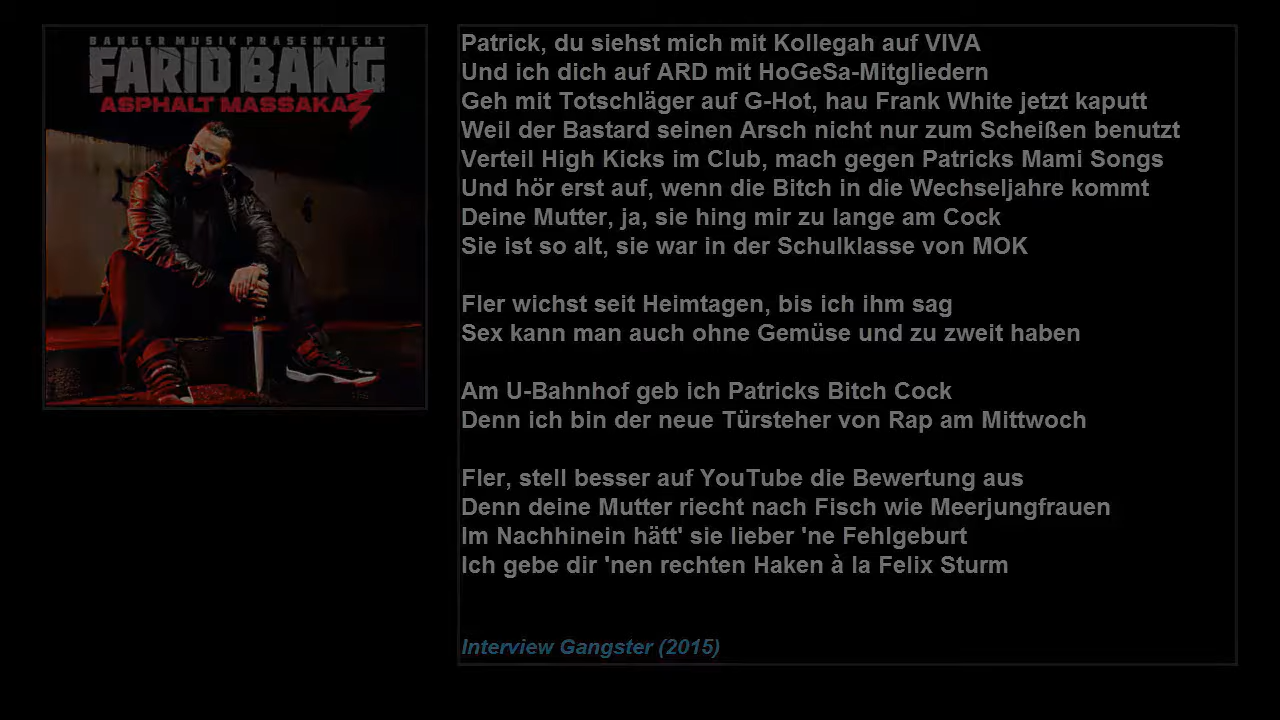 BANGER MUSIK PRÄSENTIERT
FARID BANG
ASPHALT MASSAKA 3
Patrick, du siehst mich mit Kollegah auf VIVA
Und ich dich auf ARD mit HoGeSa-Mitgliedern
Geh mit Totschläger auf G-Hot, hau Frank White jetzt kaputt
Weil der Bastard seinen Arsch nicht nur zum Scheißen benutzt
Verteil High Kicks im Club, mach gegen Patricks Mami Songs
Und hör erst auf, wenn die Bitch in die Wechseljahre kommt
Deine Mutter, ja, sie hing mir zu lange am Cock
Sie ist so alt, sie war in der Schulklasse von MOK
Fler wichst seit Heimtagen, bis ich ihm sag
Sex kann man auch ohne Gemüse und zu zweit haben
Am U-Bahnhof geb ich Patricks Bitch Cock
Denn ich bin der neue Türsteher von Rap am Mittwoch
Fler, stell besser auf YouTube die Bewertung aus
Denn deine Mutter riecht nach Fisch wie Meerjungfrauen
Im Nachhinein hätt' sie lieber 'ne Fehlgeburt
Ich gebe dir 'nen rechten Haken à la Felix Sturm
Interview Gangster (2015)